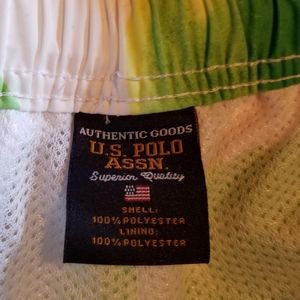 AUTHENTIC GOODS
U.S. POLO
ASSN.
Superior Quality
SHELL:
100% POLYESTER
LINING:
100% POLYESTER